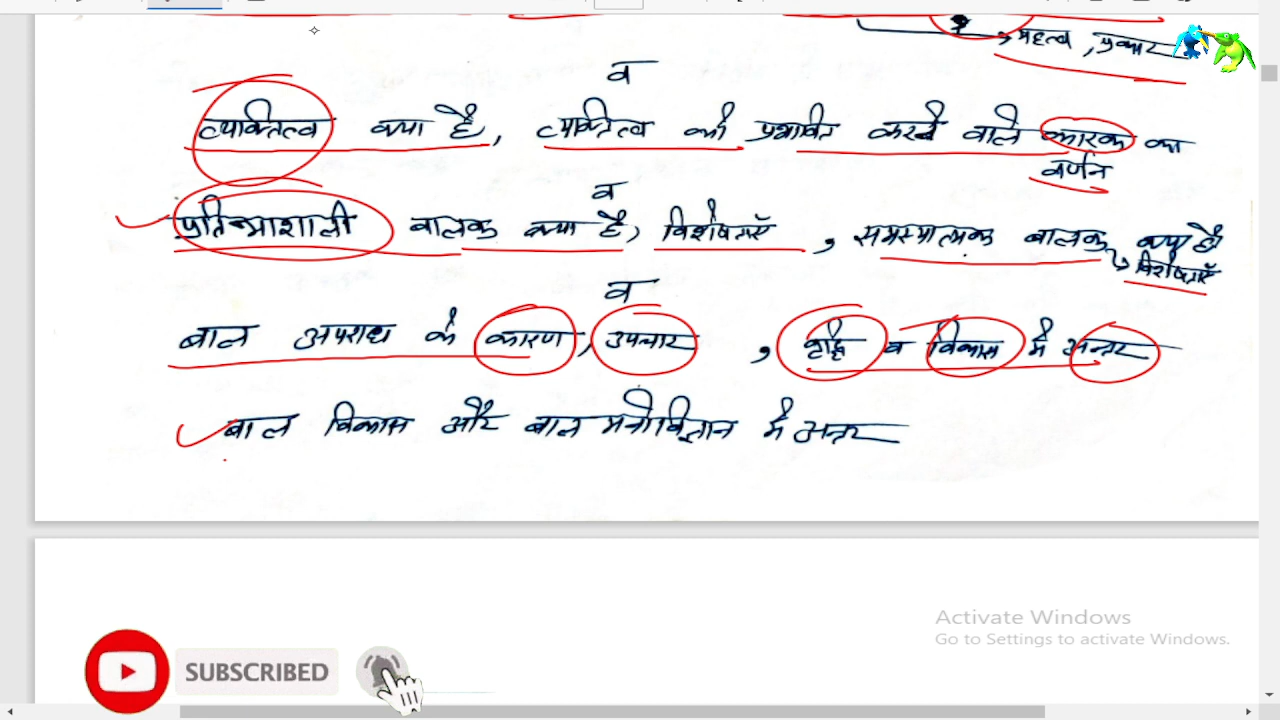 महत्व, प्रकार
व
व्यक्तित्व क्या है, व्यक्तित्व को प्रभावित करने वाले कारक का
वर्णन
व
प्रतिभाशाली बालक क्या है, विशेषताएँ, समस्यात्मक बालक क्या है
विशेषताएँ
व
बाल अपराध के कारण, उपचार, वृद्धि व विकास में अन्तर
बाल विकास और बाल मनोविज्ञान में अन्तर
Activate Windows
Go to Settings to activate Windows.
SUBSCRIBED